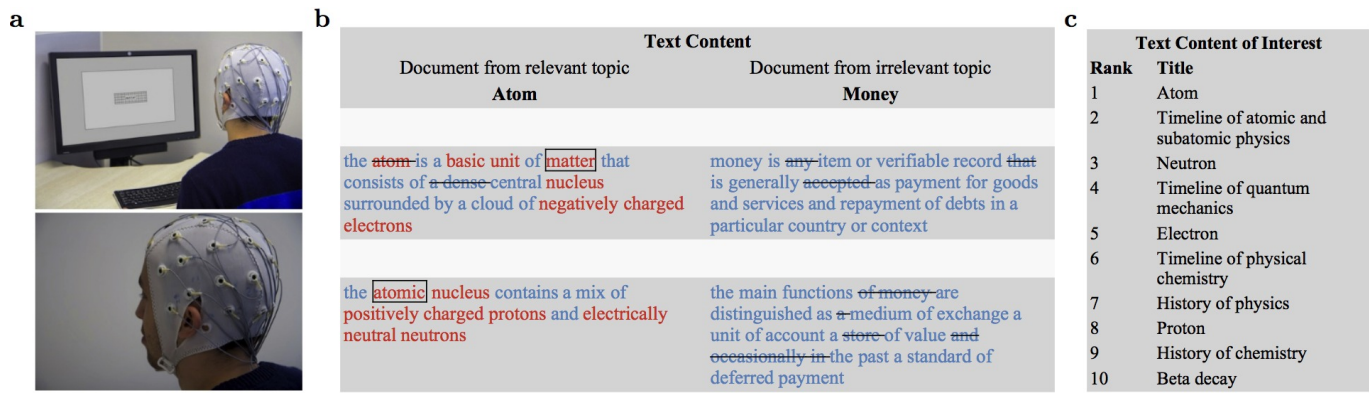 a
b
c
Text Content
Document from relevant topic
Document from irrelevant topic
Atom
Money
the atom is a basic unit of matter that
consists of a dense central nucleus
surrounded by a cloud of negatively charged
electrons
money is any item or verifiable record that
is generally accepted as payment for goods
and services and repayment of debts in a
particular country or context
the atomic nucleus contains a mix of
positively charged protons and electrically
neutral neutrons
the main functions of money are
distinguished as a medium of exchange a
unit of account a store of value and
occasionally in the past a standard of
deferred payment
Text Content of Interest
Rank Title
1 Atom
2 Timeline of atomic and
subatomic physics
3 Neutron
4 Timeline of quantum
mechanics
5 Electron
6 Timeline of physical
chemistry
7 History of physics
8 Proton
9 History of chemistry
10 Beta decay